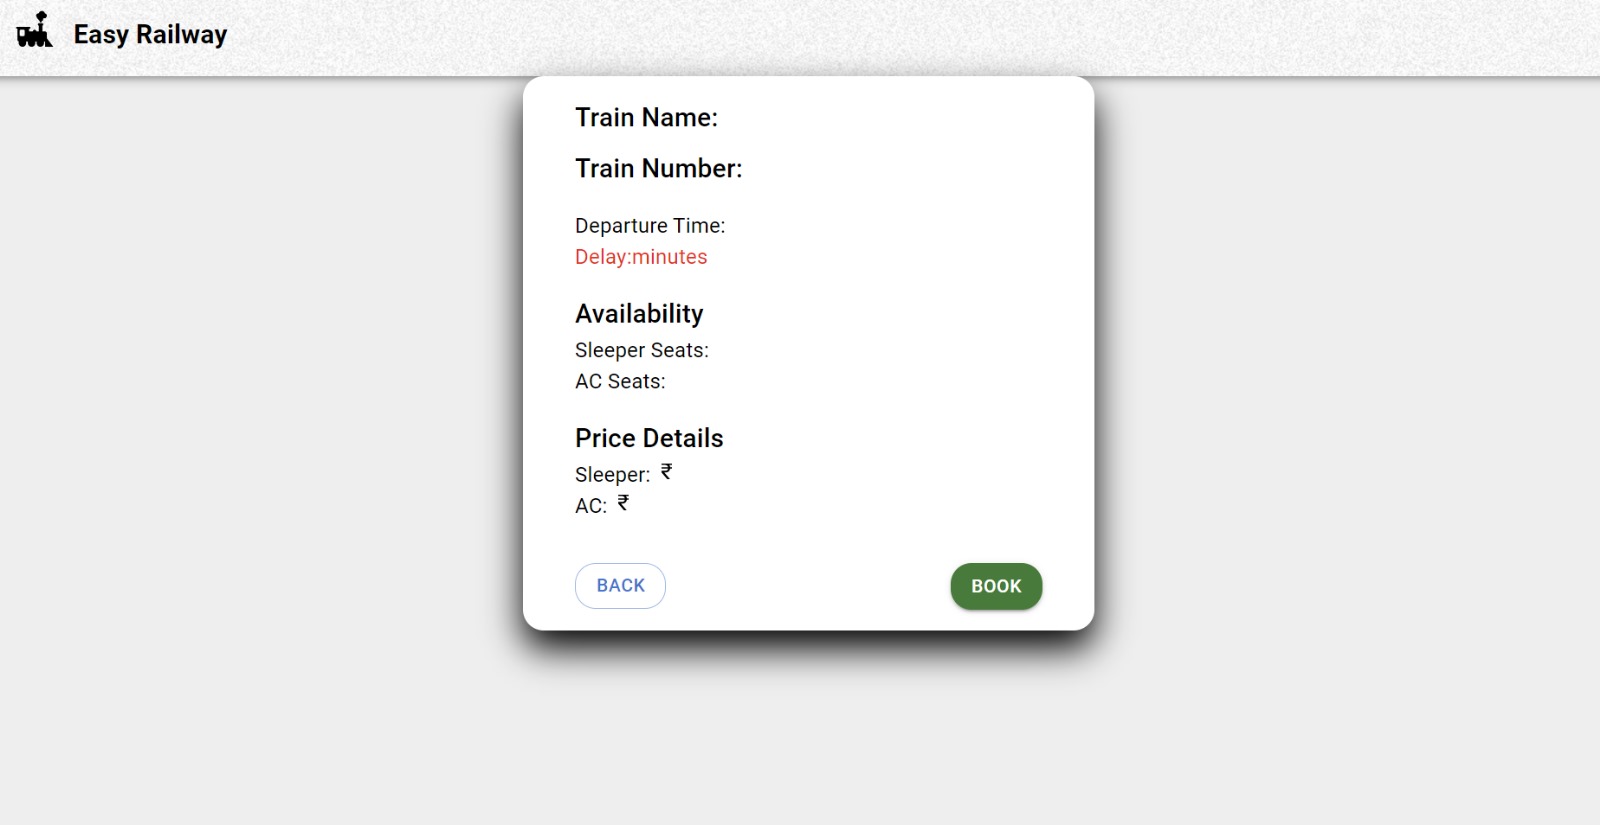 Easy Railway
Train Name:
Train Number:
Departure Time:
Delay:minutes
Availability
Sleeper Seats:
AC Seats:
Price Details
Sleeper: ₹
AC: ₹
BACK
BOOK